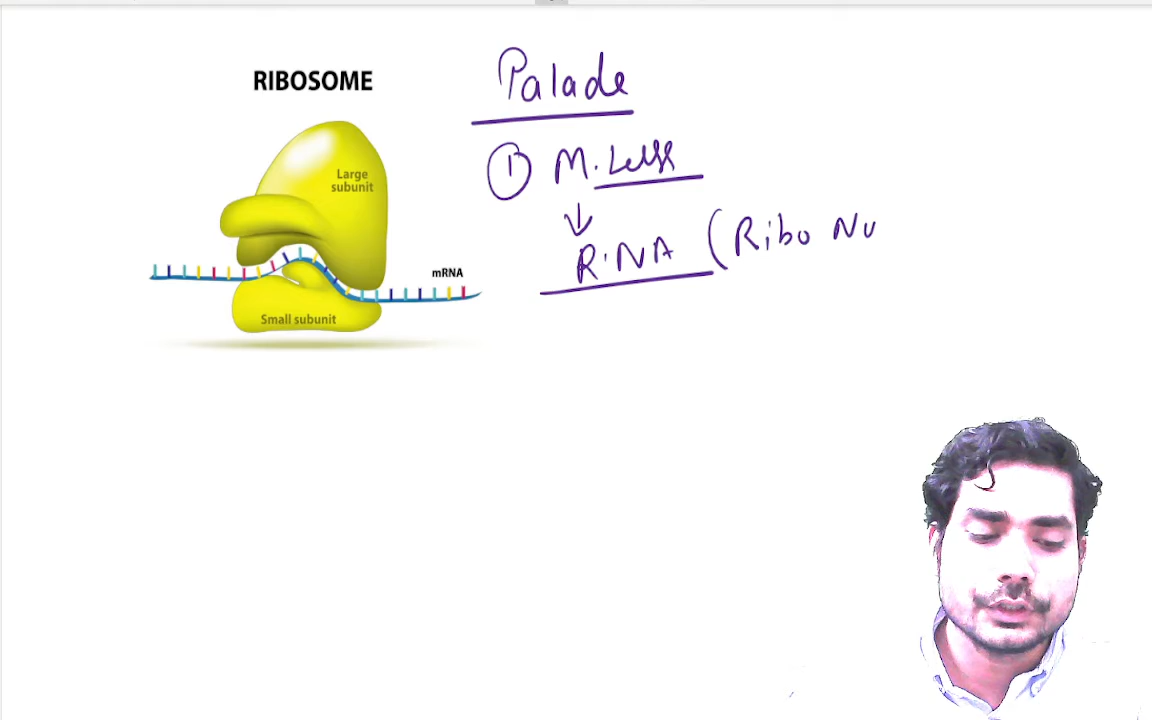 RIBOSOME
Palade
Large
subunit
① M. Less
↓
R.NA (Ribo Nu
mRNA
Small subunit